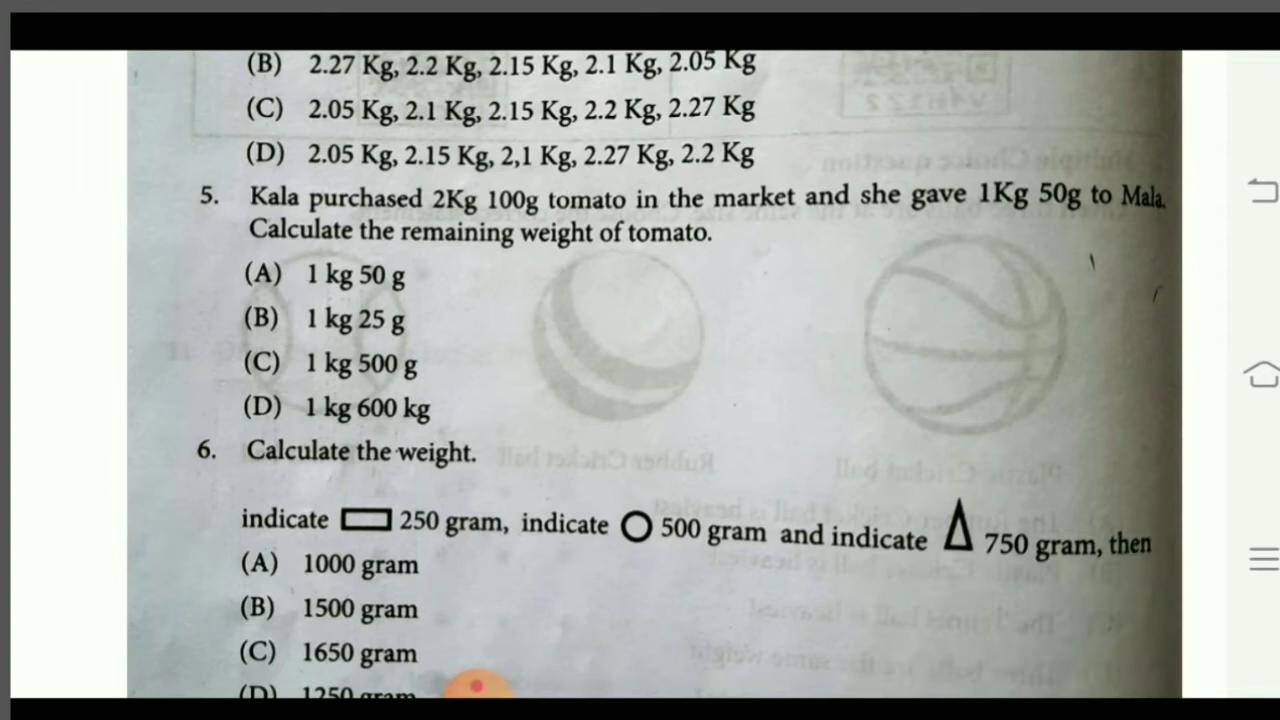 (B) 2.27 Kg, 2.2 Kg, 2.15 Kg, 2.1 Kg, 2.05 Kg
(C) 2.05 Kg, 2.1 Kg, 2.15 Kg, 2.2 Kg, 2.27 Kg
(D) 2.05 Kg, 2.15 Kg, 2,1 Kg, 2.27 Kg, 2.2 Kg
5. Kala purchased 2Kg 100g tomato in the market and she gave 1Kg 50g to Mala.
Calculate the remaining weight of tomato.
(A) 1 kg 50 g
(B) 1 kg 25 g
(C) 1 kg 500 g
(D) 1 kg 600 kg
6. Calculate the weight.
indicate 250 gram, indicate 500 gram and indicate 750 gram, then
(A) 1000 gram
(B) 1500 gram
(C) 1650 gram
(D) 1250 gram